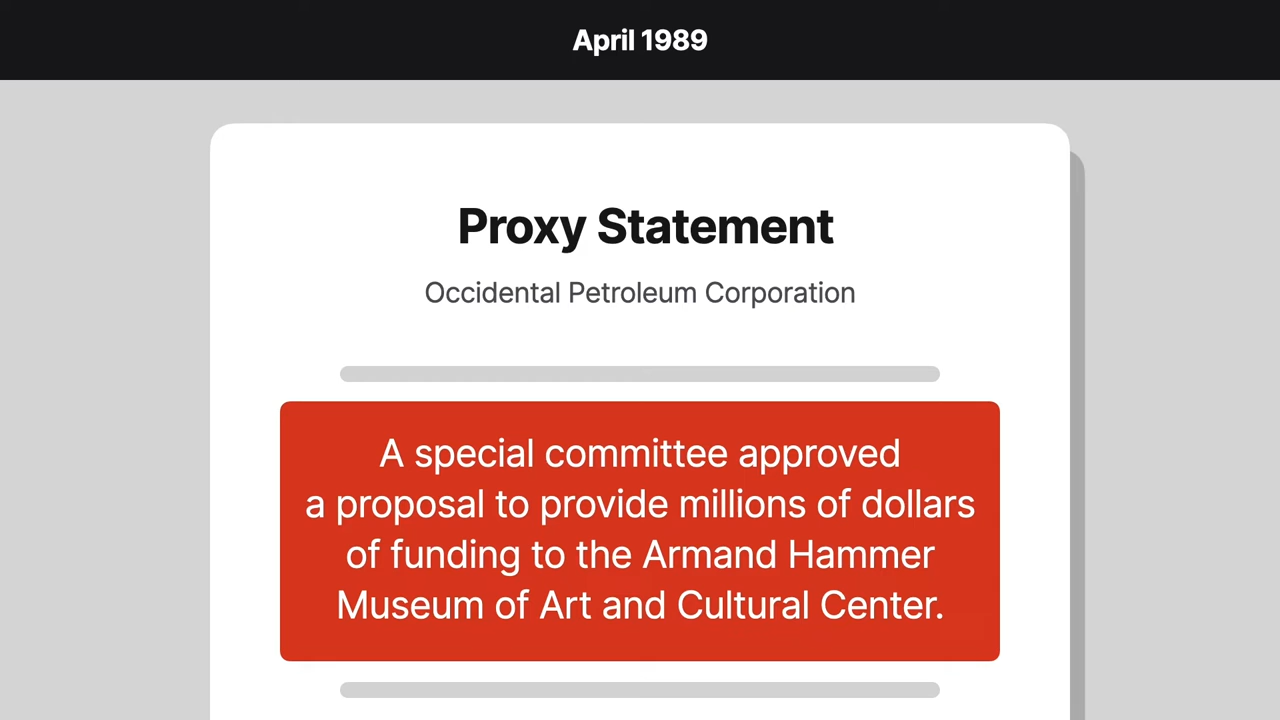 April 1989
Proxy Statement
Occidental Petroleum Corporation
A special committee approved
a proposal to provide millions of dollars
of funding to the Armand Hammer
Museum of Art and Cultural Center.